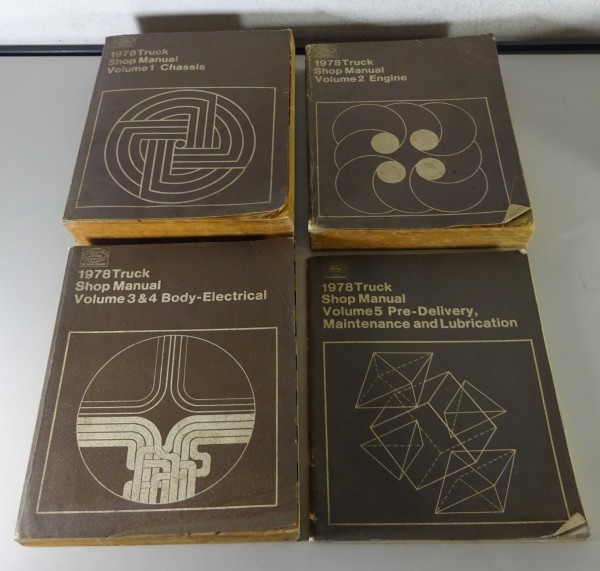 1978 Truck
Shop Manual
Volume 1 Chassis
1978 Truck
Shop Manual
Volume 2 Engine
1978 Truck
Shop Manual
Volume 3 & 4 Body-Electrical
1978 Truck
Shop Manual
Volume 5 Pre-Delivery,
Maintenance and Lubrication